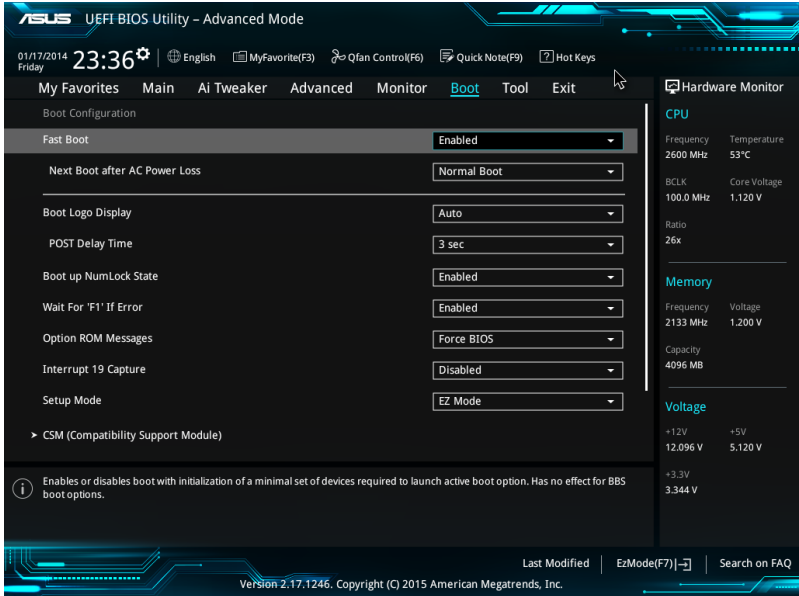 ASUS UEFI BIOS Utility – Advanced Mode
01/17/2014
Friday
23:36
English
MyFavorite(F3)
Qfan Control(F6)
Quick Note(F9)
? Hot Keys
My Favorites Main Ai Tweaker Advanced Monitor Boot Tool Exit
Boot Configuration
Fast Boot Enabled
Next Boot after AC Power Loss Normal Boot
Boot Logo Display Auto
POST Delay Time 3 sec
Boot up NumLock State Enabled
Wait For 'F1' If Error Enabled
Option ROM Messages Force BIOS
Interrupt 19 Capture Disabled
Setup Mode EZ Mode
CSM (Compatibility Support Module)
i
Enables or disables boot with initialization of a minimal set of devices required to launch active boot option. Has no effect for BBS
boot options.
Hardware Monitor
CPU
Frequency Temperature
2600 MHz 53°C
BCLK Core Voltage
100.0 MHz 1.120 V
Ratio
26x
Memory
Frequency Voltage
2133 MHz 1.200 V
Capacity
4096 MB
Voltage
+12V +5V
12.096 V 5.120 V
+3.3V
3.344 V
Last Modified EzMode(F7) Search on FAQ
Version 2.17.1246. Copyright (C) 2015 American Megatrends, Inc.